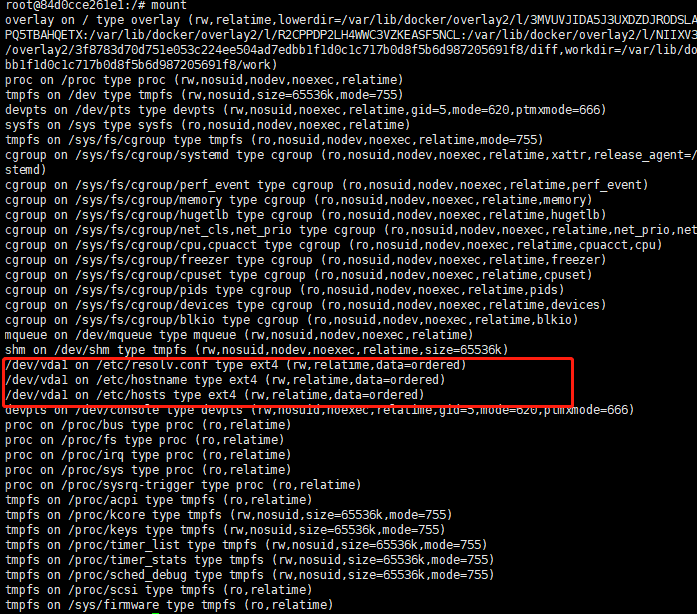 root@84d0cce261e1:/# mount
overlay on / type overlay (rw,relatime,lowerdir=/var/lib/docker/overlay2/l/3MVUVJIDA5J3UXDZDJRODSLA
PQ5TBAHQETX:/var/lib/docker/overlay2/l/R2CPPDP2LH4WWC3VZKEASF5NCL:/var/lib/docker/overlay2/l/NIIXV3
/overlay2/3f8783d70d751e053c224ee504ad7edbb1f1d0c1c717b0d8f5b6d987205691f8/diff,workdir=/var/lib/do
bb1f1d0c1c717b0d8f5b6d987205691f8/work)
proc on /proc type proc (rw,nosuid,nodev,noexec,relatime)
tmpfs on /dev type tmpfs (rw,nosuid,size=65536k,mode=755)
devpts on /dev/pts type devpts (rw,nosuid,noexec,relatime,gid=5,mode=620,ptmxmode=666)
sysfs on /sys type sysfs (ro,nosuid,nodev,noexec,relatime)
tmpfs on /sys/fs/cgroup type tmpfs (ro,nosuid,nodev,noexec,relatime,mode=755)
cgroup on /sys/fs/cgroup/systemd type cgroup (ro,nosuid,nodev,noexec,relatime,xattr,release_agent=/
stemd)
cgroup on /sys/fs/cgroup/perf_event type cgroup (ro,nosuid,nodev,noexec,relatime,perf_event)
cgroup on /sys/fs/cgroup/memory type cgroup (ro,nosuid,nodev,noexec,relatime,memory)
cgroup on /sys/fs/cgroup/hugetlb type cgroup (ro,nosuid,nodev,noexec,relatime,hugetlb)
cgroup on /sys/fs/cgroup/net_cls,net_prio type cgroup (ro,nosuid,nodev,noexec,relatime,net_prio,net
cgroup on /sys/fs/cgroup/cpu,cpuacct type cgroup (ro,nosuid,nodev,noexec,relatime,cpuacct,cpu)
cgroup on /sys/fs/cgroup/freezer type cgroup (ro,nosuid,nodev,noexec,relatime,freezer)
cgroup on /sys/fs/cgroup/cpuset type cgroup (ro,nosuid,nodev,noexec,relatime,cpuset)
cgroup on /sys/fs/cgroup/pids type cgroup (ro,nosuid,nodev,noexec,relatime,pids)
cgroup on /sys/fs/cgroup/devices type cgroup (ro,nosuid,nodev,noexec,relatime,devices)
cgroup on /sys/fs/cgroup/blkio type cgroup (ro,nosuid,nodev,noexec,relatime,blkio)
mqueue on /dev/mqueue type mqueue (rw,nosuid,nodev,noexec,relatime)
shm on /dev/shm type tmpfs (rw,nosuid,nodev,noexec,relatime,size=65536k)
/dev/vda1 on /etc/resolv.conf type ext4 (rw,relatime,data=ordered)
/dev/vda1 on /etc/hostname type ext4 (rw,relatime,data=ordered)
/dev/vda1 on /etc/hosts type ext4 (rw,relatime,data=ordered)
devpts on /dev/console type devpts (rw,nosuid,noexec,relatime,gid=5,mode=620,ptmxmode=666)
proc on /proc/bus type proc (ro,relatime)
proc on /proc/fs type proc (ro,relatime)
proc on /proc/irq type proc (ro,relatime)
proc on /proc/sys type proc (ro,relatime)
proc on /proc/sysrq-trigger type proc (ro,relatime)
tmpfs on /proc/acpi type tmpfs (ro,relatime)
tmpfs on /proc/kcore type tmpfs (rw,nosuid,size=65536k,mode=755)
tmpfs on /proc/keys type tmpfs (rw,nosuid,size=65536k,mode=755)
tmpfs on /proc/timer_list type tmpfs (rw,nosuid,size=65536k,mode=755)
tmpfs on /proc/timer_stats type tmpfs (rw,nosuid,size=65536k,mode=755)
tmpfs on /proc/sched_debug type tmpfs (rw,nosuid,size=65536k,mode=755)
tmpfs on /proc/scsi type tmpfs (ro,relatime)
tmpfs on /sys/firmware type tmpfs (ro,relatime)